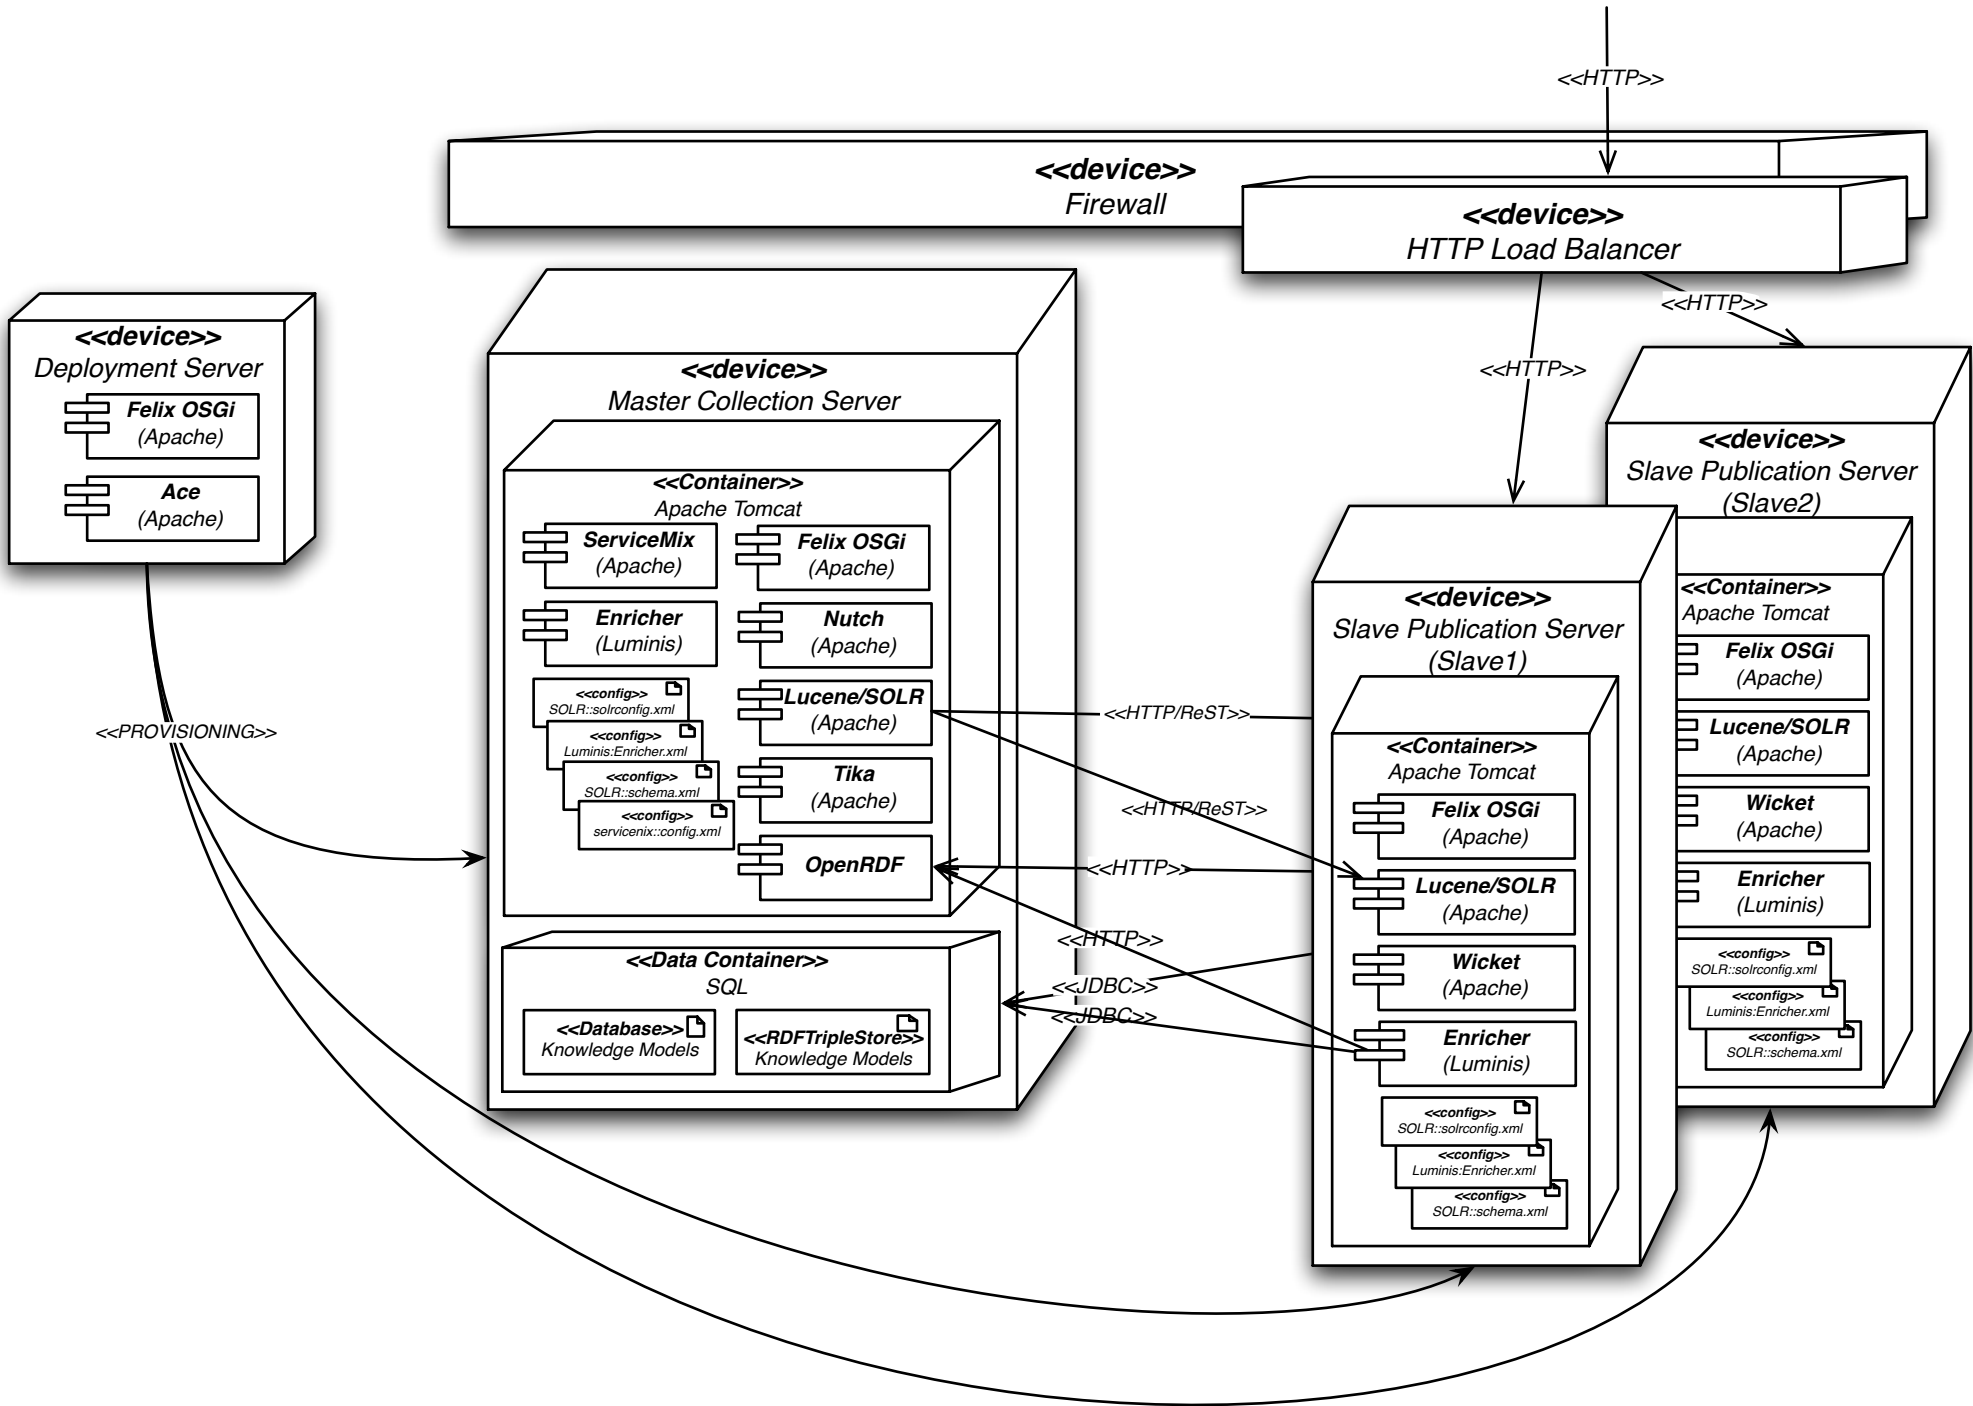 <<HTTP>>
<<device>>
Firewall
<<device>>
HTTP Load Balancer
<<HTTP>>
<<HTTP>>
<<device>>
Deployment Server
Felix OSGi
(Apache)
Ace
(Apache)
<<PROVISIONING>>
<<device>>
Master Collection Server
<<Container>>
Apache Tomcat
ServiceMix
(Apache)
Felix OSGi
(Apache)
Enricher
(Luminis)
Nutch
(Apache)
<<config>>
SOLR::solrconfig.xml
<<config>>
Luminis:Enricher.xml
<<config>>
SOLR::schema.xml
<<config>>
servicenix::config.xml
Lucene/SOLR
(Apache)
Tika
(Apache)
OpenRDF
<<Data Container>>
SQL
<<Database>>
Knowledge Models
<<RDFTripleStore>>
Knowledge Models
<<HTTP/ReST>>
<<HTTP/ReST>>
<<HTTP>>
<<HTTP>>
<<JDBC>>
<<JDBC>>
<<device>>
Slave Publication Server
(Slave1)
<<Container>>
Apache Tomcat
Felix OSGi
(Apache)
Lucene/SOLR
(Apache)
Wicket
(Apache)
Enricher
(Luminis)
<<config>>
SOLR::solrconfig.xml
<<config>>
Luminis:Enricher.xml
<<config>>
SOLR::schema.xml
<<device>>
Slave Publication Server
(Slave2)
<<Container>>
Apache Tomcat
Felix OSGi
(Apache)
Lucene/SOLR
(Apache)
Wicket
(Apache)
Enricher
(Luminis)
<<config>>
SOLR::solrconfig.xml
<<config>>
Luminis:Enricher.xml
<<config>>
SOLR::schema.xml